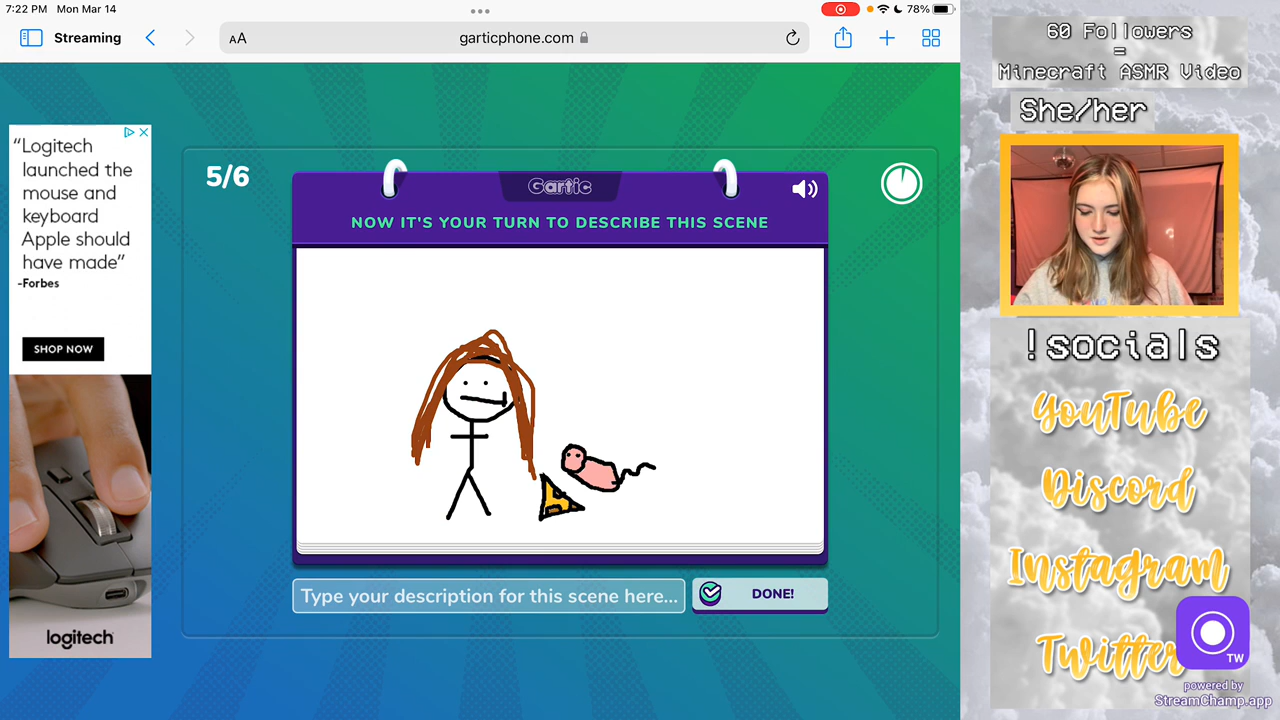 7:22 PM Mon Mar 14
78%
Streaming
AA
garticphone.com
60 Followers
=
Minecraft ASMR Video
She/her
"Logitech
launched the
mouse and
keyboard
Apple should
have made"
-Forbes
SHOP NOW
logitech
5/6
Gartic
NOW IT'S YOUR TURN TO DESCRIBE THIS SCENE
Type your description for this scene here...
DONE!
!socials
YouTube
Discord
Instagram
Twitter
TW
powered by
StreamChamp.app